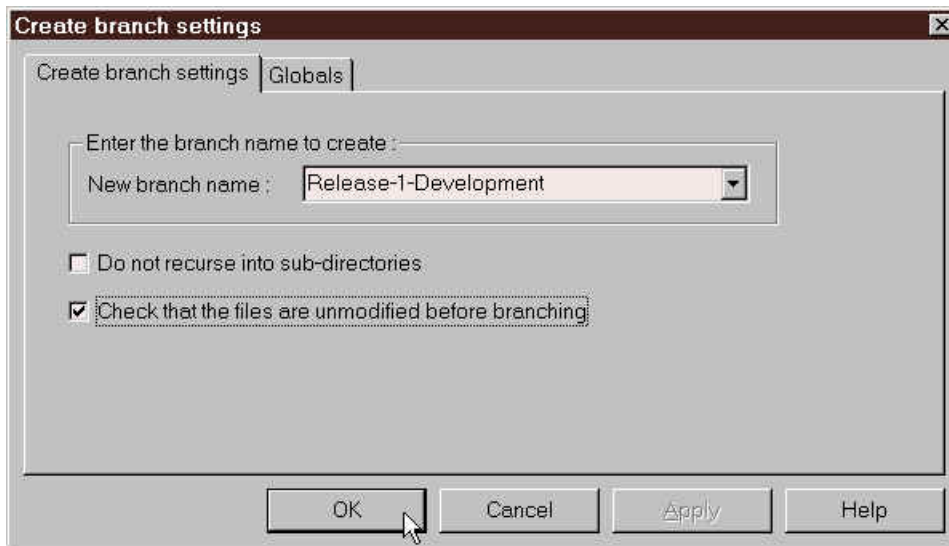 Create branch settings
Create branch settings Globals
Enter the branch name to create :
New branch name : Release-1-Development
Do not recurse into sub-directories
Check that the files are unmodified before branching
OK Cancel Apply Help